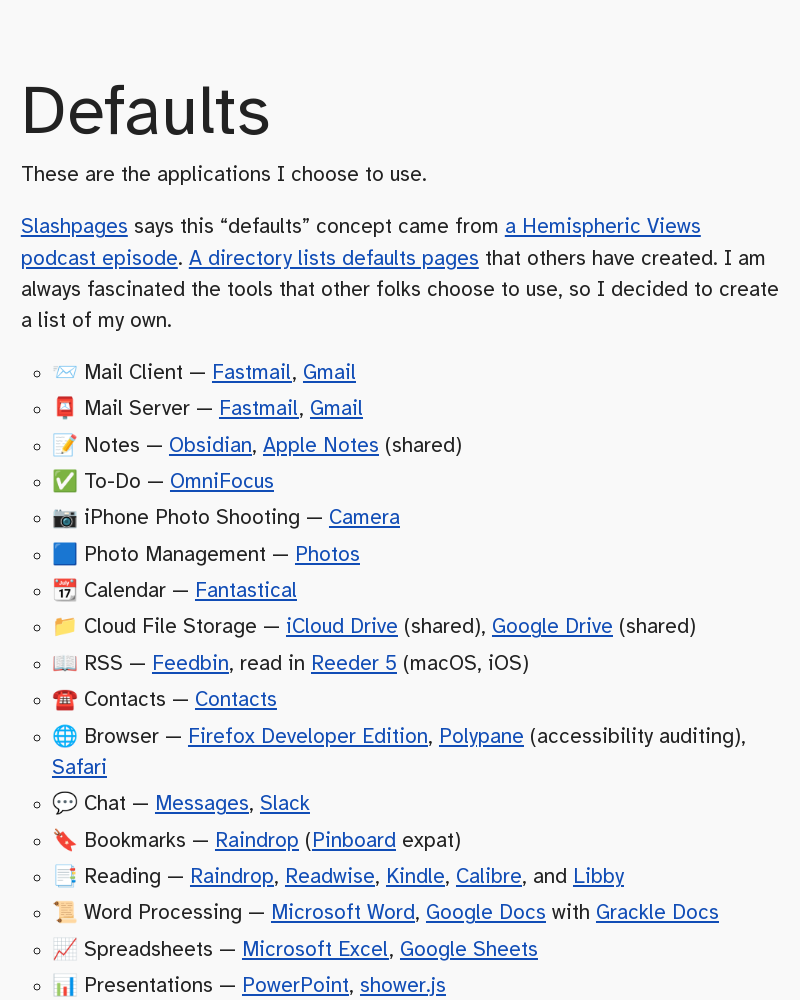 Defaults
These are the applications I choose to use.
Slashpages says this “defaults” concept came from a Hemispheric Views
podcast episode. A directory lists defaults pages that others have created. I am
always fascinated the tools that other folks choose to use, so I decided to create
a list of my own.
📨 Mail Client — Fastmail, Gmail
📮 Mail Server — Fastmail, Gmail
📝 Notes — Obsidian, Apple Notes (shared)
✅ To-Do — OmniFocus
📷 iPhone Photo Shooting — Camera
🟦 Photo Management — Photos
📆 Calendar — Fantastical
📁 Cloud File Storage — iCloud Drive (shared), Google Drive (shared)
📖 RSS — Feedbin, read in Reeder 5 (macOS, iOS)
☎️ Contacts — Contacts
🌐 Browser — Firefox Developer Edition, Polypane (accessibility auditing),
Safari
💬 Chat — Messages, Slack
🔖 Bookmarks — Raindrop (Pinboard expat)
📑 Reading — Raindrop, Readwise, Kindle, Calibre, and Libby
📜 Word Processing — Microsoft Word, Google Docs with Grackle Docs
📈 Spreadsheets — Microsoft Excel, Google Sheets
📊 Presentations — PowerPoint, shower.js